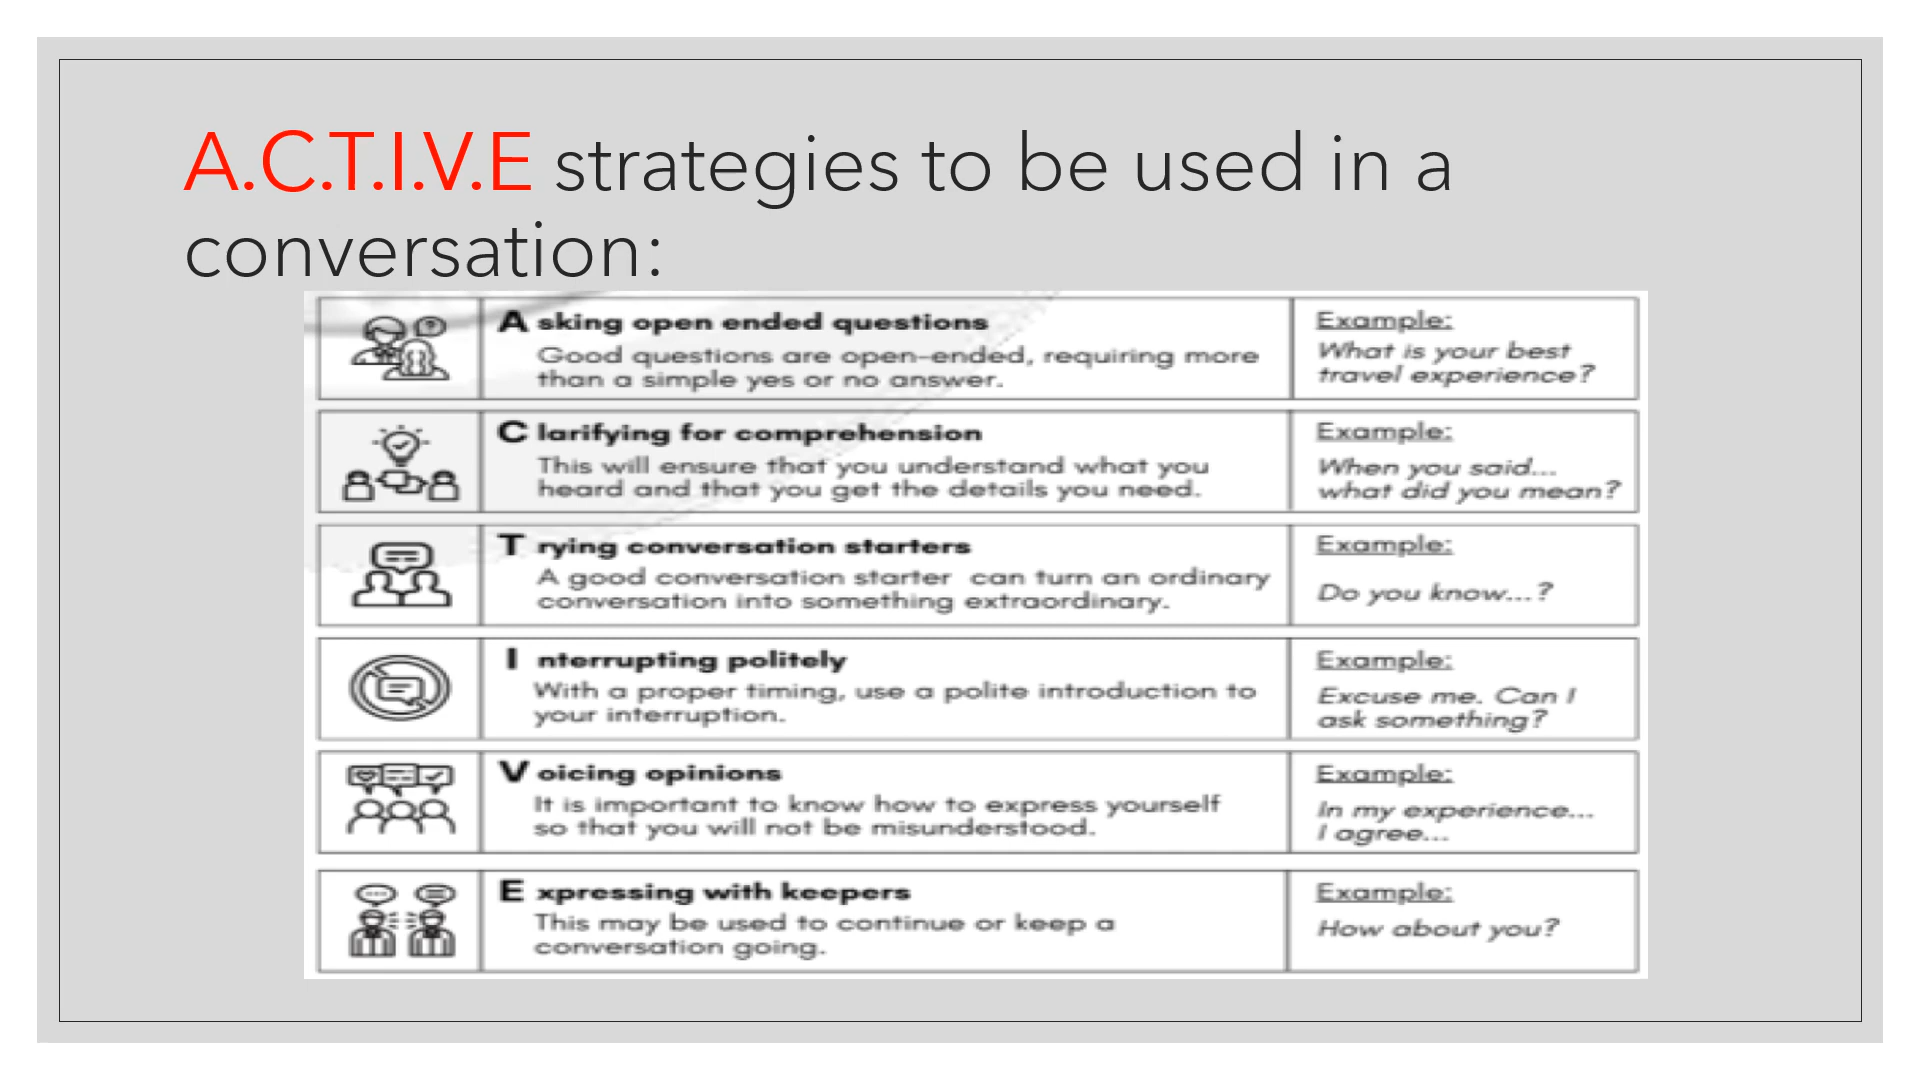 A.C.T.I.V.E strategies to be used in a
conversation:
A sking open ended questions
Good questions are open-ended, requiring more
than a simple yes or no answer.
Example:
What is your best
travel experience?
C larifying for comprehension
This will ensure that you understand what you
heard and that you get the details you need.
Example:
When you said...
what did you mean?
T rying conversation starters
A good conversation starter can turn an ordinary
conversation into something extraordinary.
Example:
Do you know...?
I nterrupting politely
With a proper timing, use a polite introduction to
your interruption.
Example:
Excuse me. Can I
ask something?
V oicing opinions
It is important to know how to express yourself
so that you will not be misunderstood.
Example:
In my experience...
I agree...
E xpressing with keepers
This may be used to continue or keep a
conversation going.
Example:
How about you?